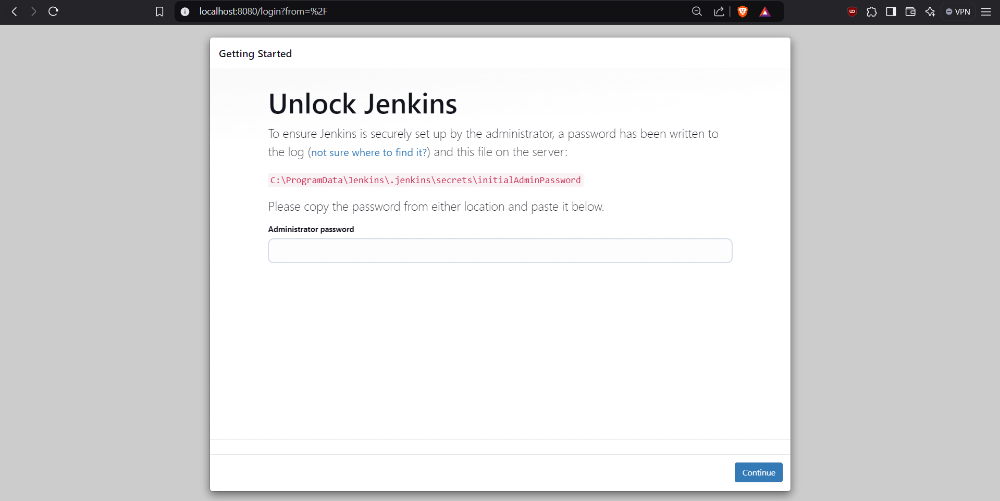 localhost:8080/login?from=%2F
VPN
Getting Started
Unlock Jenkins
To ensure Jenkins is securely set up by the administrator, a password has been written to
the log (not sure where to find it?) and this file on the server:
C:\ProgramData\Jenkins\.jenkins\secrets\initialAdminPassword
Please copy the password from either location and paste it below.
Administrator password
Continue